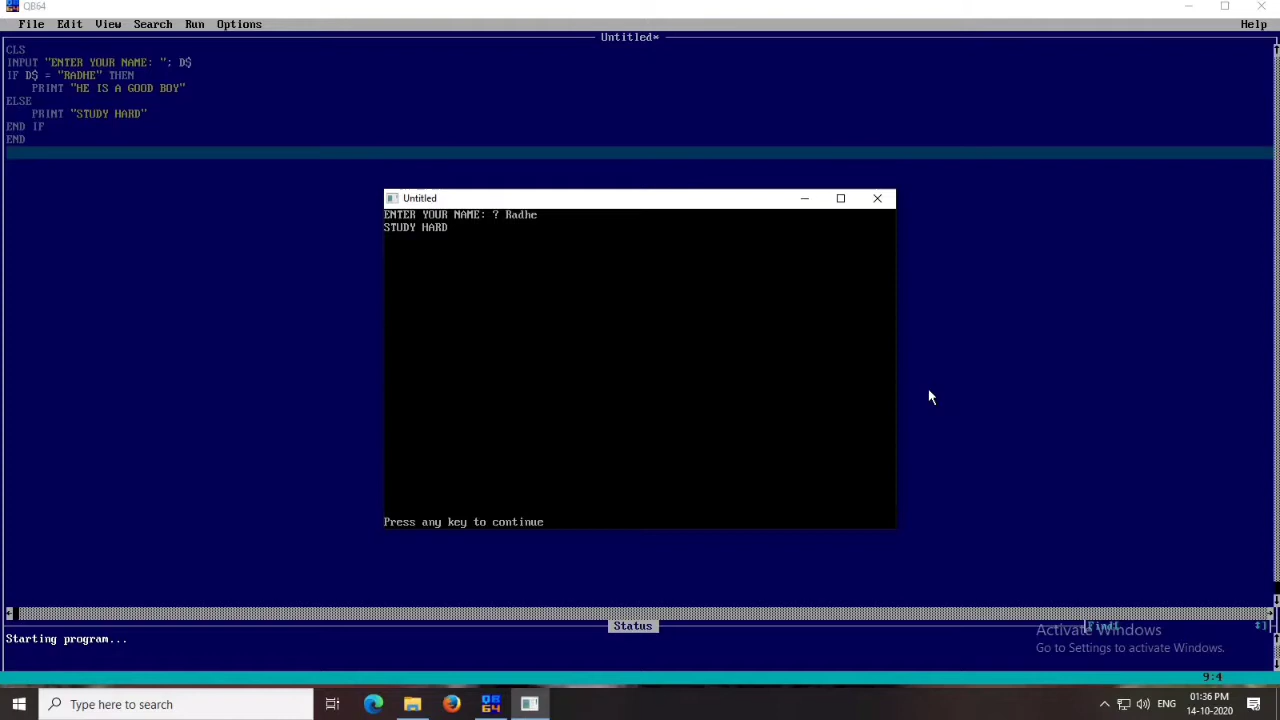 QB64
File Edit View Search Run Options Help
Untitled*
CLS
INPUT "ENTER YOUR NAME: "; D$
IF D$ = "RADHE" THEN
PRINT "HE IS A GOOD BOY"
ELSE
PRINT "STUDY HARD"
END IF
END
Untitled
ENTER YOUR NAME: ? Radhe
STUDY HARD
Press any key to continue
Status
Find[
Starting program...
Activate Windows
Go to Settings to activate Windows.
9:4
Type here to search
QB
64
ENG
01:36 PM
14-10-2020